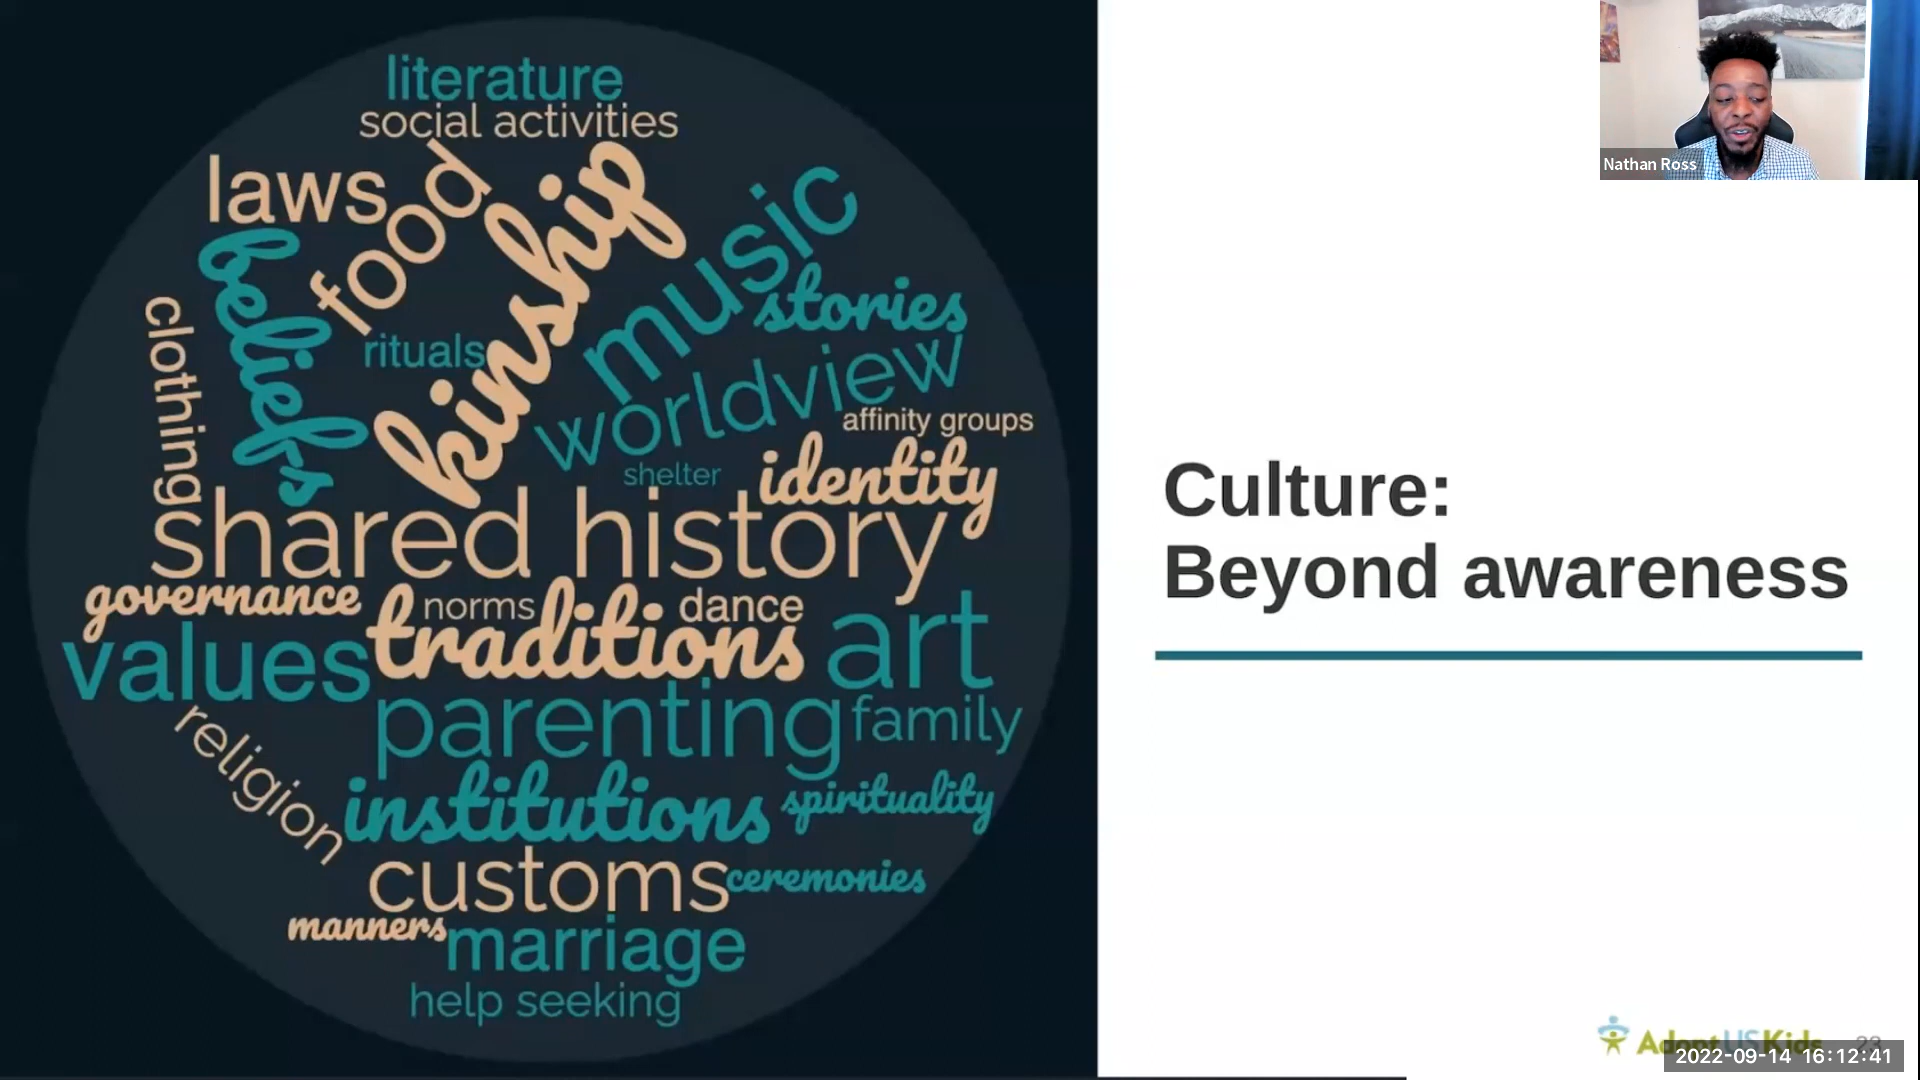 literature
social activities
laws
food
kinship
music
beliefs
stories
clothing
rituals
worldview
affinity groups
shelter
identity
shared history
governance
norms
dance
traditions
values
art
parenting
family
religion
institutions
spirituality
customs
ceremonies
manners
marriage
help seeking
Culture:
Beyond awareness
Nathan Ross
AdoptUSKids
23
2022-09-14 16:12:41